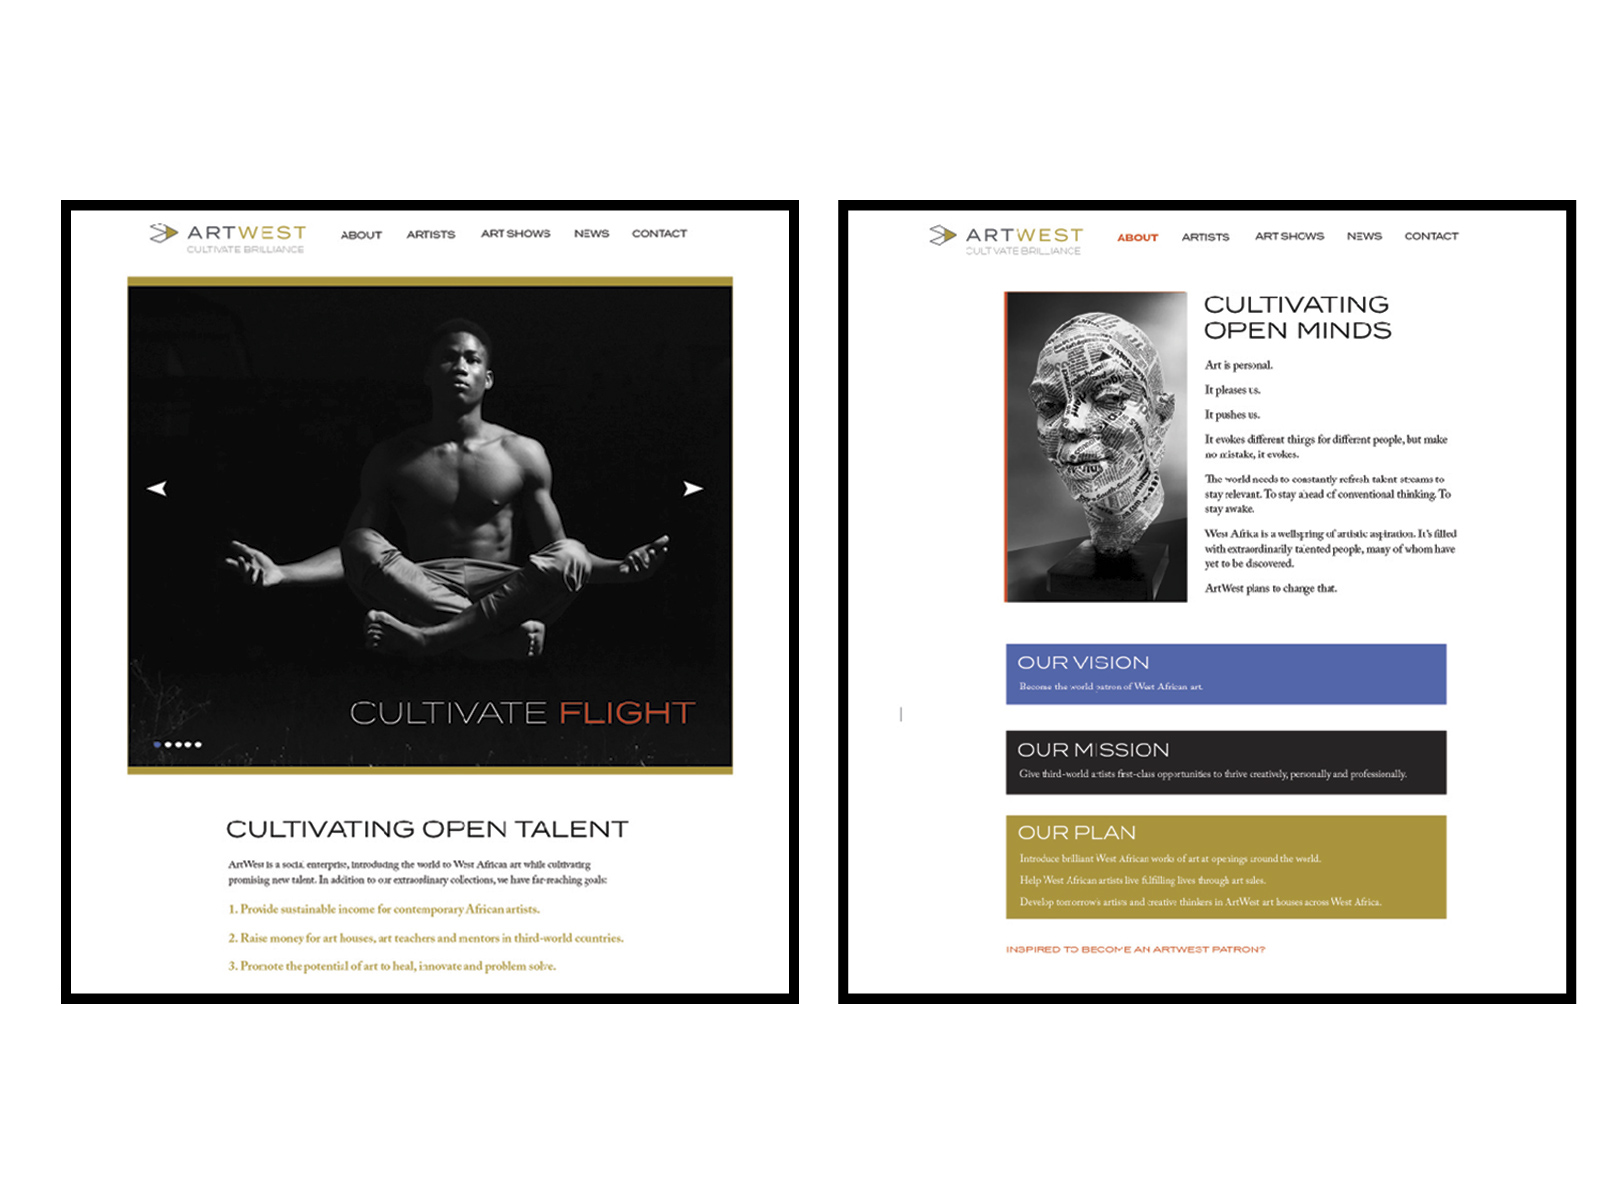 ARTWEST
CULTIVATE BRILLIANCE
ABOUT
ARTISTS
ART SHOWS
NEWS
CONTACT
CULTIVATE FLIGHT
CULTIVATING OPEN TALENT
ArtWest is a social enterprise, introducing the world to West African art while cultivating
promising new talent. In addition to our extraordinary collections, we have far-reaching goals:
1. Provide sustainable income for contemporary African artists.
2. Raise money for art houses, art teachers and mentors in third-world countries.
3. Promote the potential of art to heal, innovate and problem solve.
ARTWEST
CULTIVATE BRILLIANCE
ABOUT
ARTISTS
ART SHOWS
NEWS
CONTACT
CULTIVATING
OPEN MINDS
Art is personal.
It pleases us.
It pushes us.
It evokes different things for different people, but make
no mistake, it evokes.
The world needs to constantly refresh talent streams to
stay relevant. To stay ahead of conventional thinking. To
stay awake.
West Africa is a wellspring of artistic aspiration. It's filled
with extraordinarily talented people, many of whom have
yet to be discovered.
ArtWest plans to change that.
OUR VISION
Become the world patron of West African art.
OUR MISSION
Give third-world artists first-class opportunities to thrive creatively, personally and professionally.
OUR PLAN
Introduce brilliant West African works of art at openings around the world.
Help West African artists live fulfilling lives through art sales.
Develop tomorrow's artists and creative thinkers in ArtWest art houses across West Africa.
INSPIRED TO BECOME AN ARTWEST PATRON?